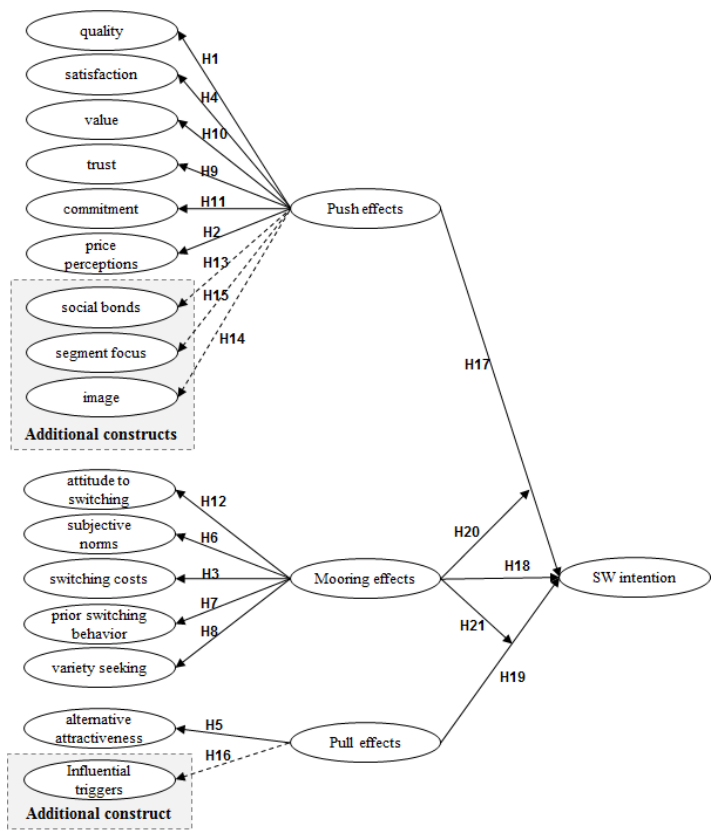 quality
H1
satisfaction
H4
value
H10
trust
H9
commitment
H11
Push effects
H2
price
perceptions
H13
social bonds
H15
segment focus
H14
image
H17
Additional constructs
attitude to
switching
H12
subjective
norms
H6
H20
switching costs
H3
Mooring effects
H18
SW intention
prior switching
behavior
H7
H8
H21
variety seeking
H19
alternative
attractiveness
H5
Pull effects
H16
Influential
triggers
Additional construct